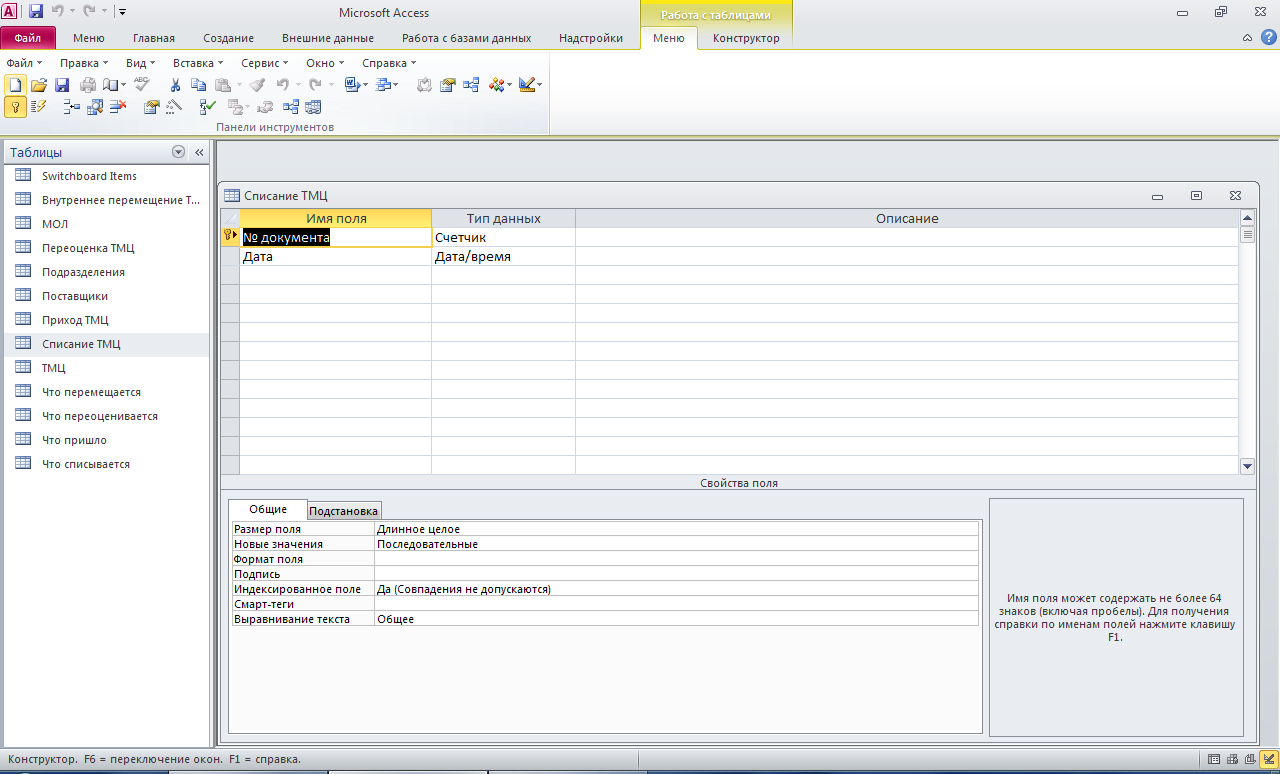 Microsoft Access
Работа с таблицами
Файл
Меню
Главная
Создание
Внешние данные
Работа с базами данных
Надстройки
Меню
Конструктор
Файл Правка Вид Вставка Сервис Окно Справка
Панели инструментов
Таблицы
Switchboard Items
Внутреннее перемещение Т...
МОЛ
Переоценка ТМЦ
Подразделения
Поставщики
Приход ТМЦ
Списание ТМЦ
ТМЦ
Что перемещается
Что переоценивается
Что пришло
Что списывается
Списание ТМЦ
Имя поля Тип данных Описание
№ документа Счетчик
Дата Дата/время
Свойства поля
Общие Подстановка
Размер поля Длинное целое
Новые значения Последовательные
Формат поля
Подпись
Индексированное поле Да (Совпадения не допускаются)
Смарт-теги
Выравнивание текста Общее
Имя поля может содержать не более 64
знаков (включая пробелы). Для получения
справки по именам полей нажмите клавишу
F1.
Конструктор. F6 = переключение окон. F1 = справка.